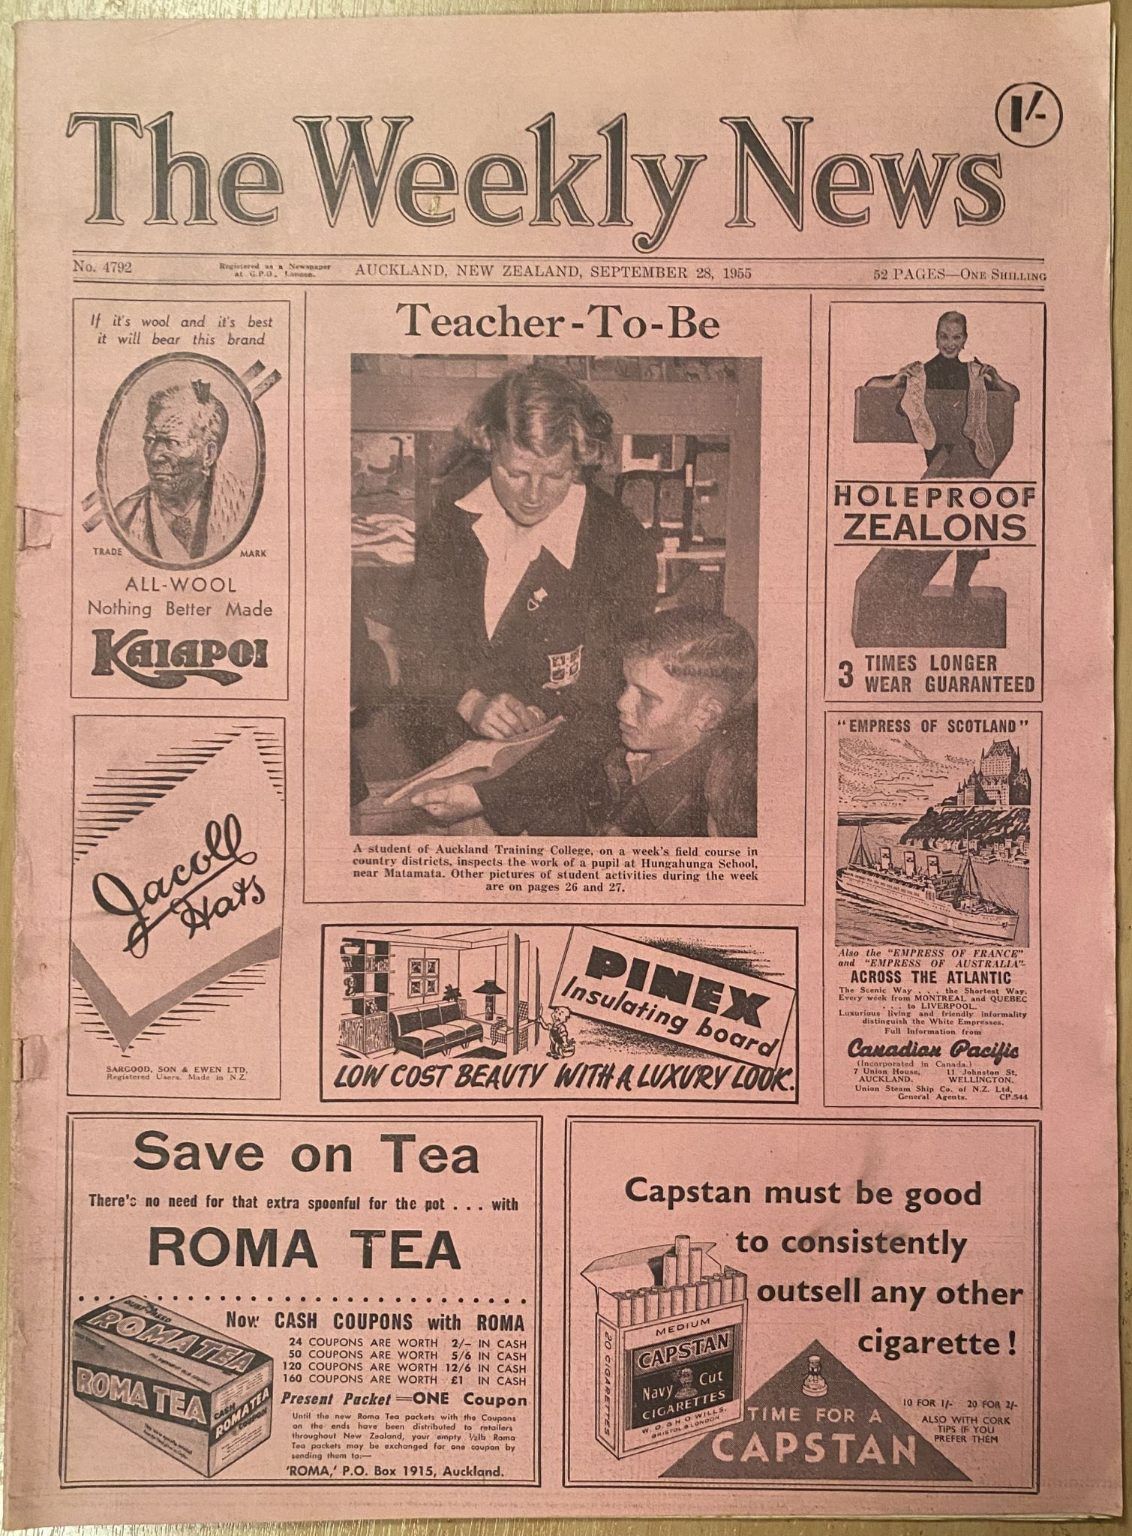 The Weekly News
1/-
No. 4792
Registered as a Newspaper
at G.P.O., London.
AUCKLAND, NEW ZEALAND, SEPTEMBER 28, 1955
52 PAGES—ONE SHILLING
If it's wool and it's best
it will bear this brand
TRADE MARK
ALL-WOOL
Nothing Better Made
KAIAPOI
Jacoll
Hats
SARGOOD, SON & EWEN LTD,
Registered Users. Made in N.Z.
Teacher-To-Be
A student of Auckland Training College, on a week's field course in
country districts, inspects the work of a pupil at Hungahunga School,
near Matamata. Other pictures of student activities during the week
are on pages 26 and 27.
PINEX
Insulating board
LOW COST BEAUTY WITH A LUXURY LOOK.
HOLEPROOF
ZEALONS
3 TIMES LONGER
WEAR GUARANTEED
"EMPRESS OF SCOTLAND"
Also the "EMPRESS OF FRANCE"
and "EMPRESS OF AUSTRALIA"
ACROSS THE ATLANTIC
The Scenic Way . . . the Shortest Way.
Every week from MONTREAL and QUEBEC
. . . to LIVERPOOL.
Luxurious living and friendly informality
distinguish the White Empresses.
Full Information from
Canadian Pacific
(Incorporated in Canada.)
7 Union House, 11 Johnston St,
AUCKLAND. WELLINGTON.
Union Steam Ship Co. of N.Z. Ltd,
General Agents. CP.544
Save on Tea
There's no need for that extra spoonful for the pot . . . with
ROMA TEA
Now CASH COUPONS with ROMA
24 COUPONS ARE WORTH 2/- IN CASH
50 COUPONS ARE WORTH 5/6 IN CASH
120 COUPONS ARE WORTH 12/6 IN CASH
160 COUPONS ARE WORTH £1 IN CASH
Present Packet = ONE Coupon
Until the new Roma Tea packets with the Coupons
on the ends have been distributed to retailers
throughout New Zealand, your empty ½lb Roma
Tea packets may be exchanged for one coupon by
sending them to:—
'ROMA,' P.O. Box 1915, Auckland.
ROMA TEA
ROMA TEA
CASH
ROMA TEA
COUPON
Capstan must be good
to consistently
outsell any other
cigarette!
20 CIGARETTES
MEDIUM
CAPSTAN
Navy Cut
CIGARETTES
W.D. & H.O. WILLS.
BRISTOL & LONDON
TIME FOR A
CAPSTAN
10 FOR 1/- 20 FOR 2/-
ALSO WITH CORK
TIPS IF YOU
PREFER THEM